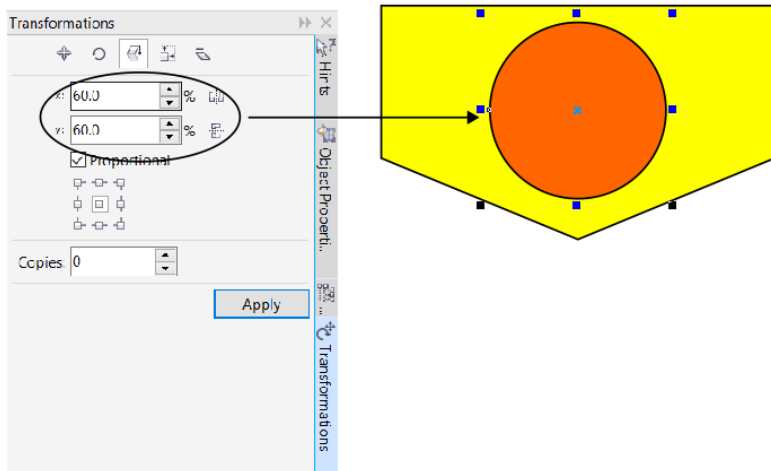 Transformations
x: 60.0 %
y: 60.0 %
Proportional
Copies: 0
Apply
Hints
Object Properti...
...
Transformations